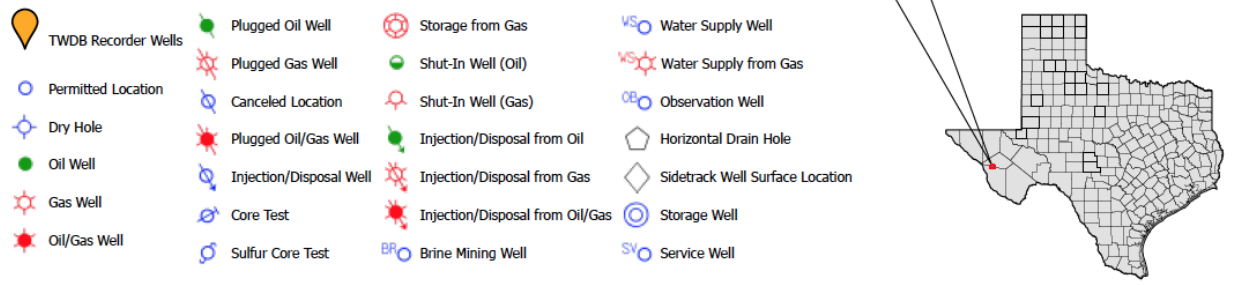 TWDB Recorder Wells
Permitted Location
Dry Hole
Oil Well
Gas Well
Oil/Gas Well
Plugged Oil Well
Plugged Gas Well
Canceled Location
Plugged Oil/Gas Well
Injection/Disposal Well
Core Test
Sulfur Core Test
Storage from Gas
Shut-In Well (Oil)
Shut-In Well (Gas)
Injection/Disposal from Oil
Injection/Disposal from Gas
Injection/Disposal from Oil/Gas
BR Brine Mining Well
WS Water Supply Well
WS Water Supply from Gas
OB Observation Well
Horizontal Drain Hole
Sidetrack Well Surface Location
Storage Well
SV Service Well